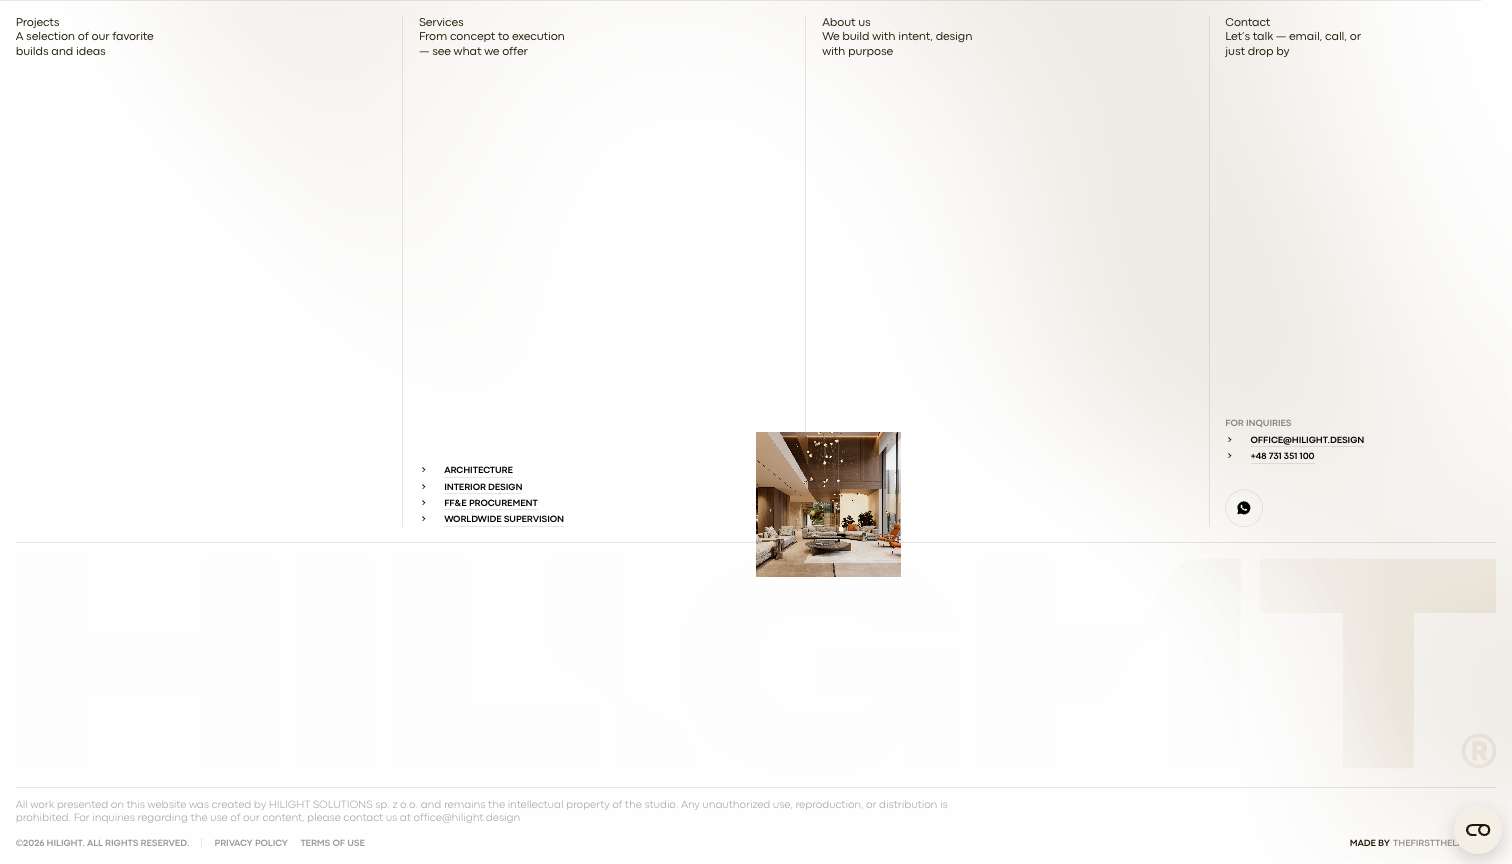 Projects
A selection of our favorite
builds and ideas
Services
From concept to execution
— see what we offer
About us
We build with intent, design
with purpose
Contact
Let's talk — email, call, or
just drop by
> ARCHITECTURE
> INTERIOR DESIGN
> FF&E PROCUREMENT
> WORLDWIDE SUPERVISION
FOR INQUIRIES
> OFFICE@HILIGHT.DESIGN
> +48 731 351 100
HILIGHT®
All work presented on this website was created by HILIGHT SOLUTIONS sp. z o.o. and remains the intellectual property of the studio. Any unauthorized use, reproduction, or distribution is
prohibited. For inquiries regarding the use of our content, please contact us at office@hilight.design
©2026 HILIGHT. ALL RIGHTS RESERVED. PRIVACY POLICY TERMS OF USE
MADE BY